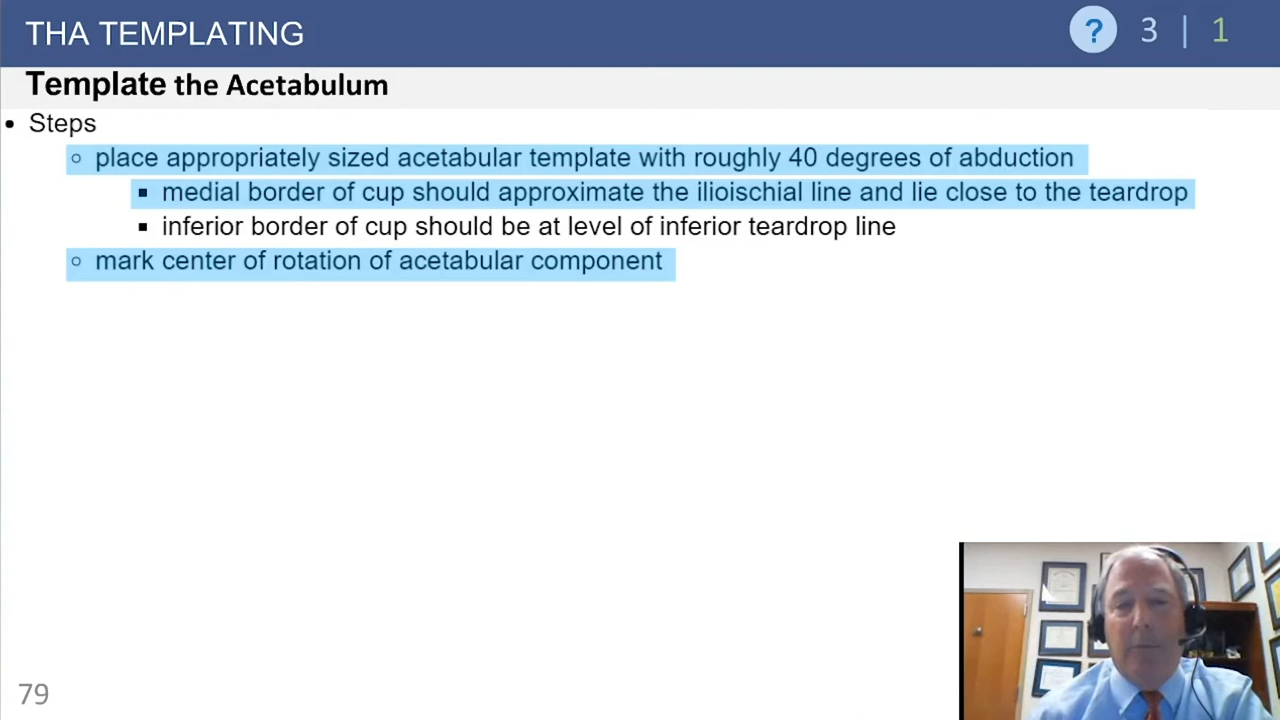 THA TEMPLATING
? 3 | 1
Template the Acetabulum
• Steps
○ place appropriately sized acetabular template with roughly 40 degrees of abduction
▪ medial border of cup should approximate the ilioischial line and lie close to the teardrop
▪ inferior border of cup should be at level of inferior teardrop line
○ mark center of rotation of acetabular component
79